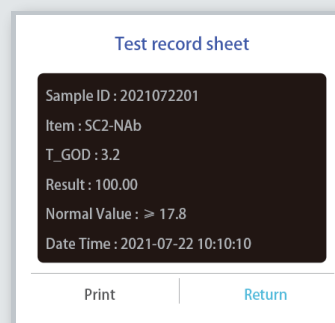 Test record sheet
Sample ID : 2021072201
Item : SC2-NAb
T_GOD : 3.2
Result : 100.00
Normal Value : ⩾ 17.8
Date Time : 2021-07-22 10:10:10
Print
Return